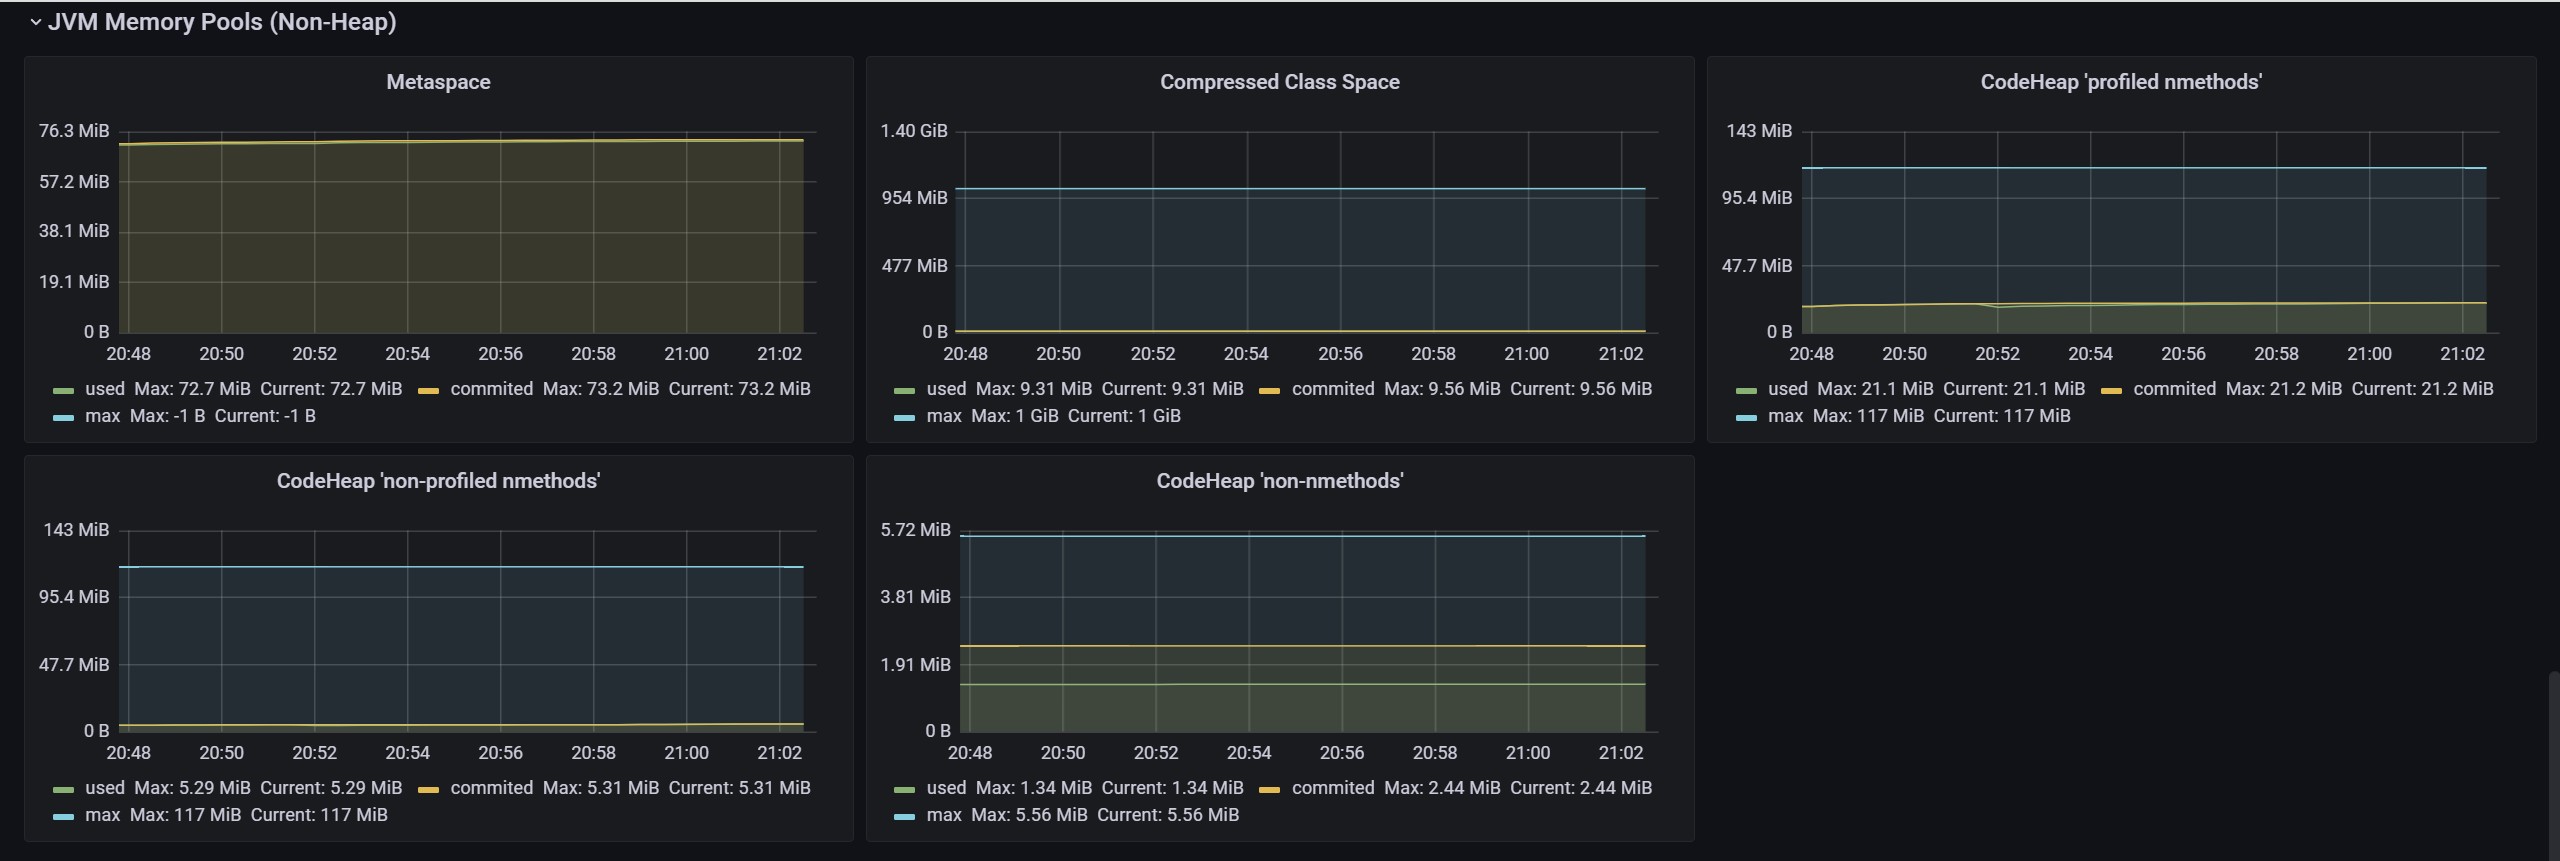 JVM Memory Pools (Non-Heap)
Metaspace
76.3 MiB
57.2 MiB
38.1 MiB
19.1 MiB
0 B
20:48 20:50 20:52 20:54 20:56 20:58 21:00 21:02
used Max: 72.7 MiB Current: 72.7 MiB commited Max: 73.2 MiB Current: 73.2 MiB
max Max: -1 B Current: -1 B
Compressed Class Space
1.40 GiB
954 MiB
477 MiB
0 B
20:48 20:50 20:52 20:54 20:56 20:58 21:00 21:02
used Max: 9.31 MiB Current: 9.31 MiB commited Max: 9.56 MiB Current: 9.56 MiB
max Max: 1 GiB Current: 1 GiB
CodeHeap 'profiled nmethods'
143 MiB
95.4 MiB
47.7 MiB
0 B
20:48 20:50 20:52 20:54 20:56 20:58 21:00 21:02
used Max: 21.1 MiB Current: 21.1 MiB commited Max: 21.2 MiB Current: 21.2 MiB
max Max: 117 MiB Current: 117 MiB
CodeHeap 'non-profiled nmethods'
143 MiB
95.4 MiB
47.7 MiB
0 B
20:48 20:50 20:52 20:54 20:56 20:58 21:00 21:02
used Max: 5.29 MiB Current: 5.29 MiB commited Max: 5.31 MiB Current: 5.31 MiB
max Max: 117 MiB Current: 117 MiB
CodeHeap 'non-nmethods'
5.72 MiB
3.81 MiB
1.91 MiB
0 B
20:48 20:50 20:52 20:54 20:56 20:58 21:00 21:02
used Max: 1.34 MiB Current: 1.34 MiB commited Max: 2.44 MiB Current: 2.44 MiB
max Max: 5.56 MiB Current: 5.56 MiB